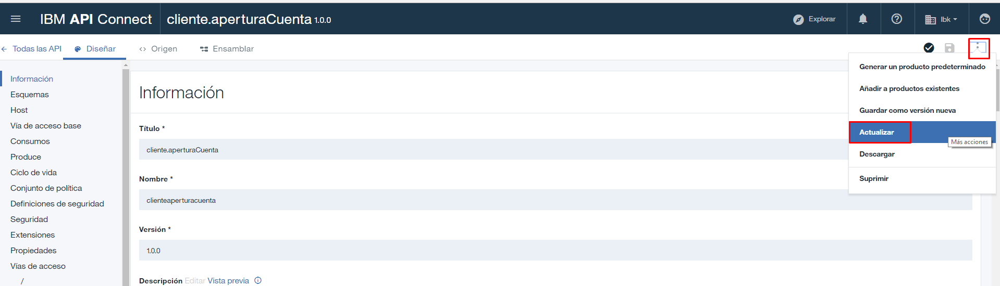 IBM API Connect
cliente.aperturaCuenta 1.0.0
Explorar
Ibk
Todas las API
Diseñar
Origen
Ensamblar
Información
Esquemas
Host
Vía de acceso base
Consumos
Produce
Ciclo de vida
Conjunto de política
Definiciones de seguridad
Seguridad
Extensiones
Propiedades
Vías de acceso
/
Información
Título *
cliente.aperturaCuenta
Nombre *
clienteaperturacuenta
Versión *
1.0.0
Descripción Editar Vista previa
Generar un producto predeterminado
Añadir a productos existentes
Guardar como versión nueva
Actualizar
Más acciones
Descargar
Suprimir